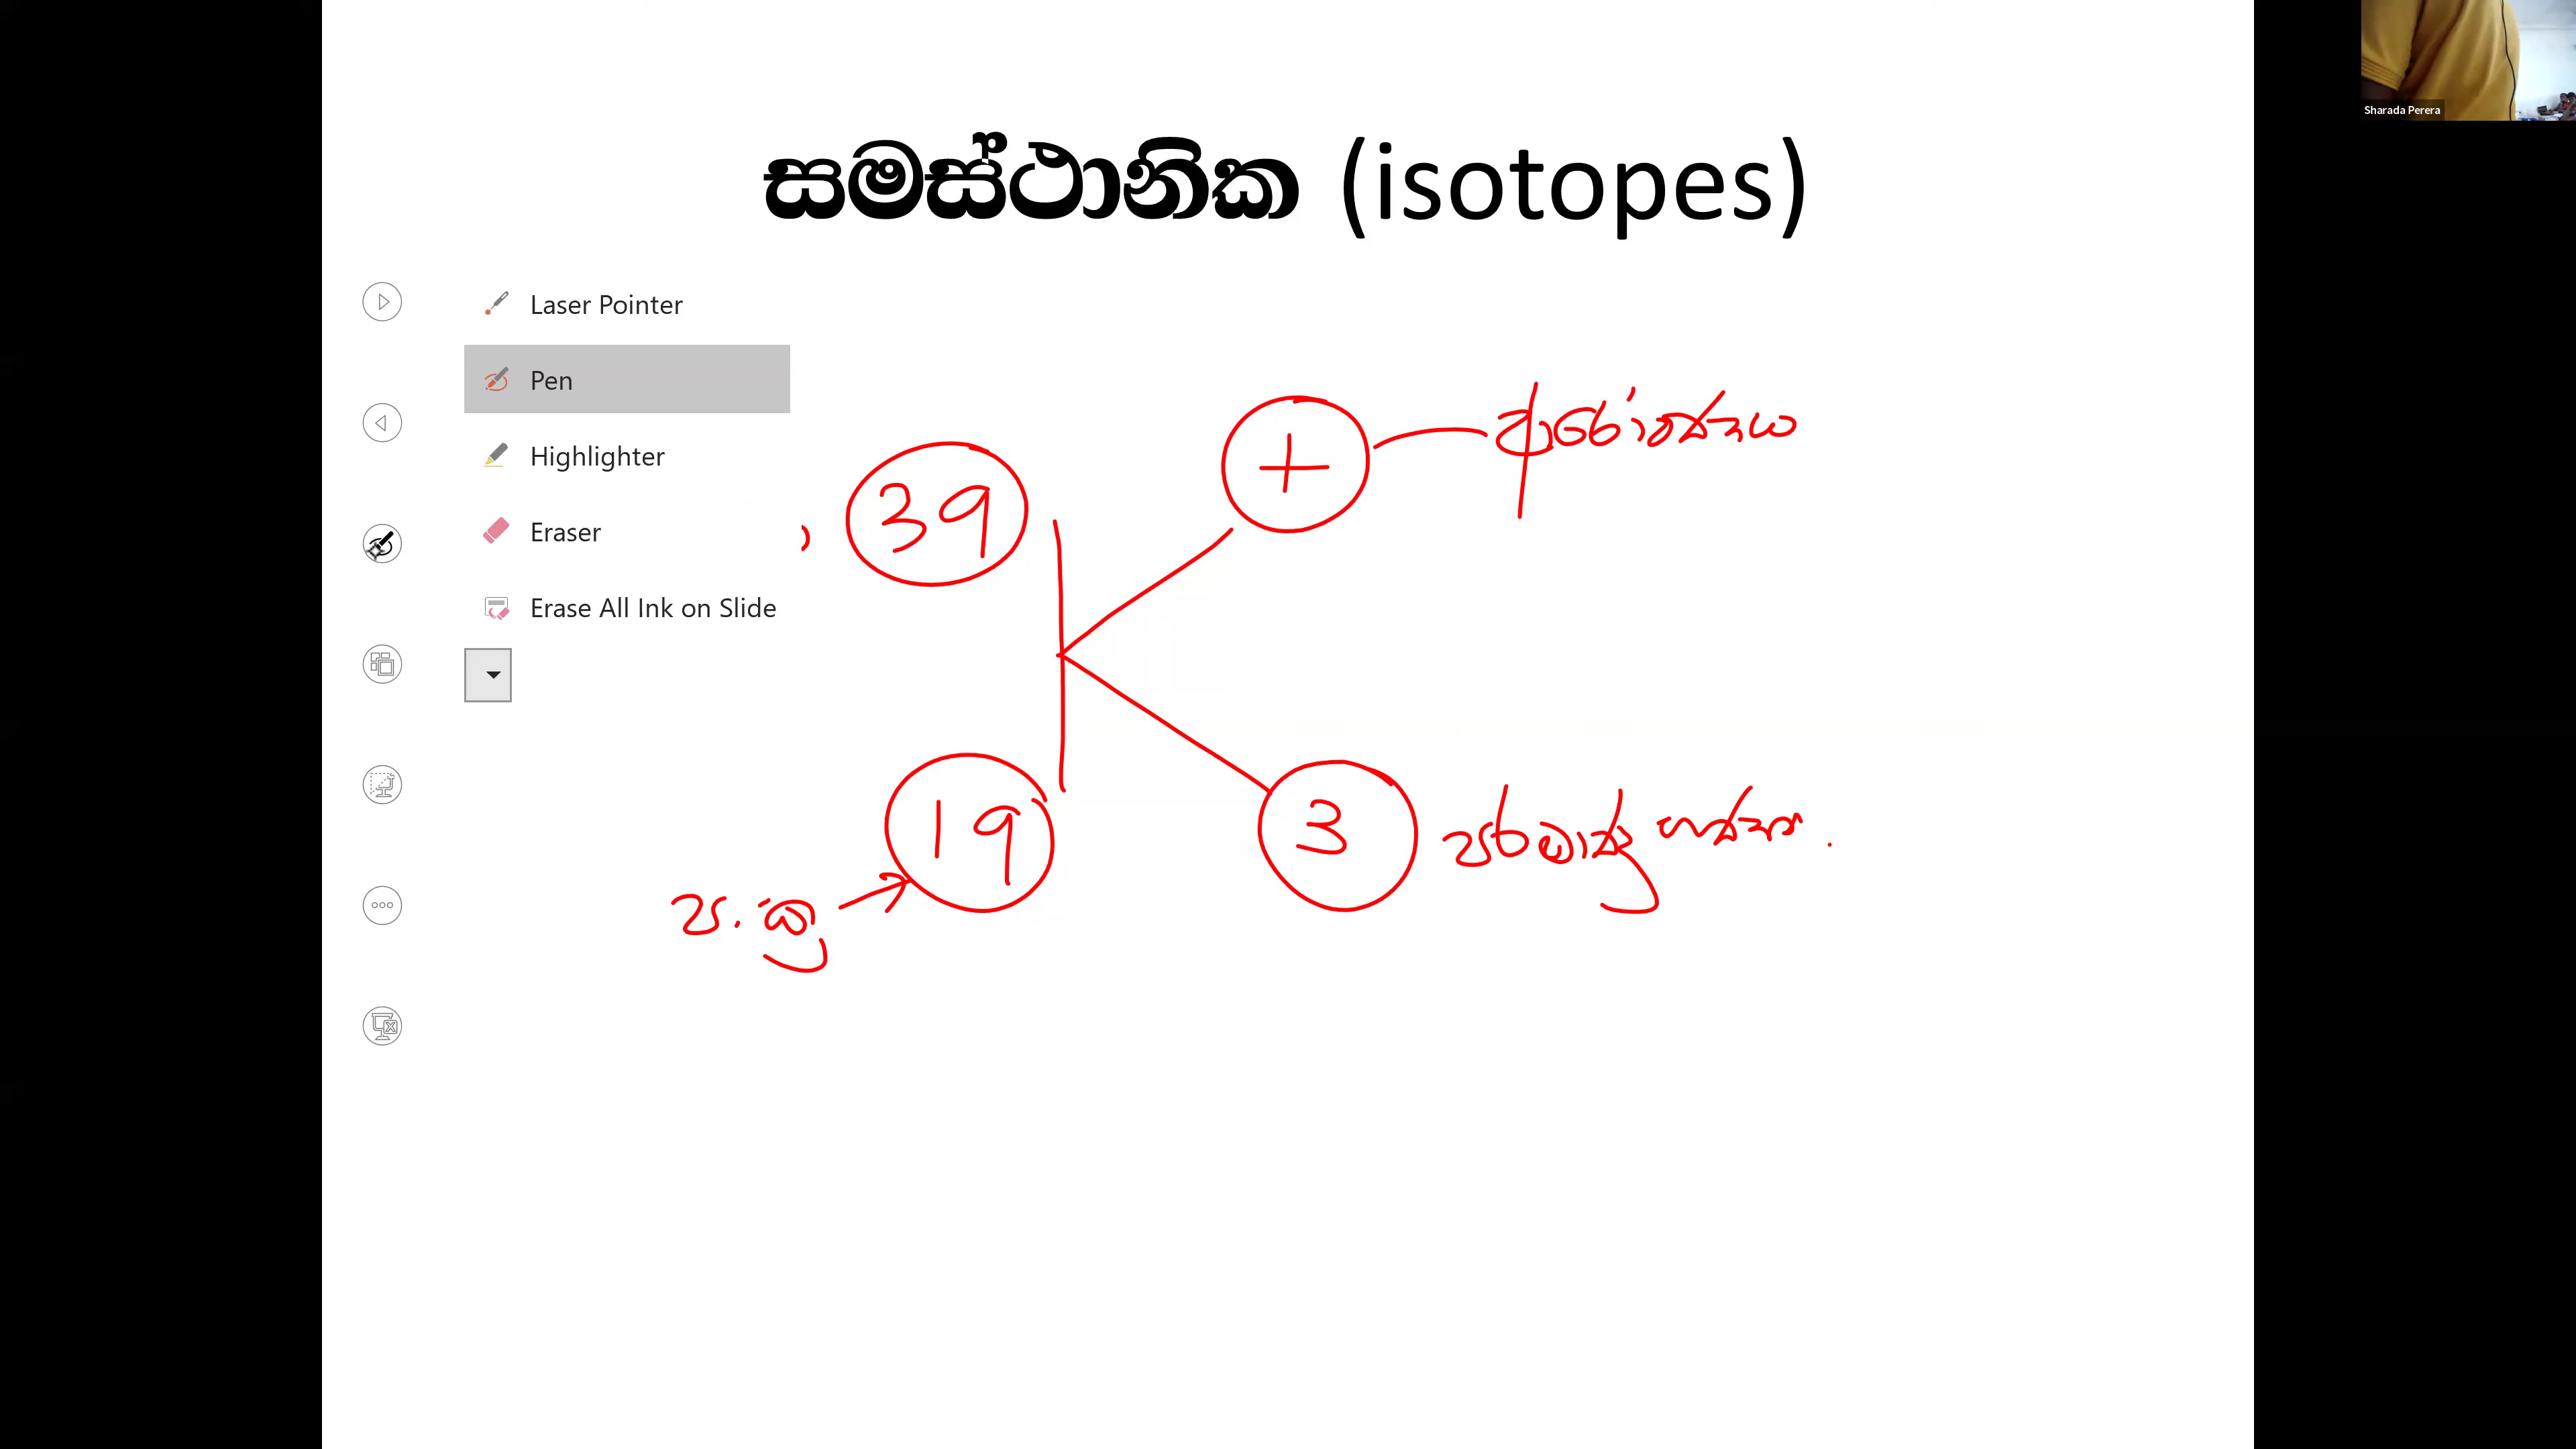 Sharada Perera
සමස්ථානික (isotopes)
Laser Pointer
Pen
Highlighter
Eraser
Erase All Ink on Slide
39
+
ආරෝපණය
K
19
3
පරමාණු ගණන.
ප. ක්‍ර